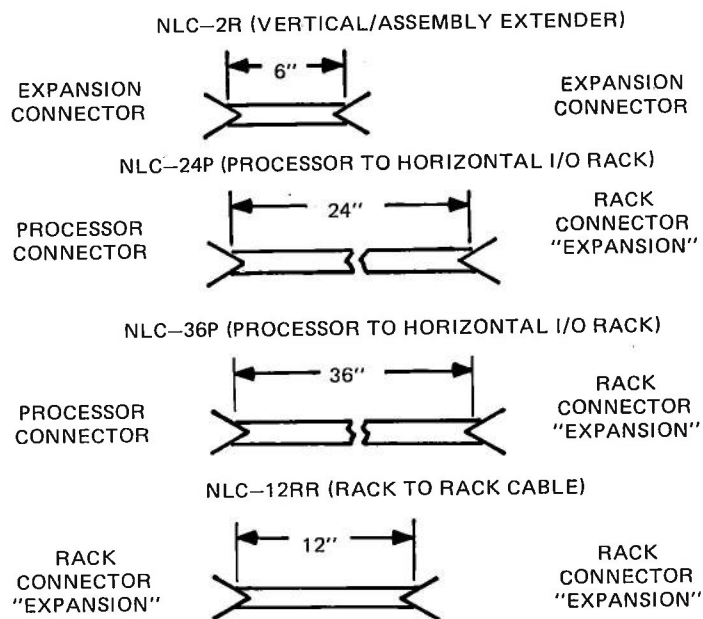 NLC–2R (VERTICAL/ASSEMBLY EXTENDER)
6"
EXPANSION
CONNECTOR
EXPANSION
CONNECTOR
NLC–24P (PROCESSOR TO HORIZONTAL I/O RACK)
24"
PROCESSOR
CONNECTOR
RACK
CONNECTOR
"EXPANSION"
NLC–36P (PROCESSOR TO HORIZONTAL I/O RACK)
36"
PROCESSOR
CONNECTOR
RACK
CONNECTOR
"EXPANSION"
NLC–12RR (RACK TO RACK CABLE)
12"
RACK
CONNECTOR
"EXPANSION"
RACK
CONNECTOR
"EXPANSION"